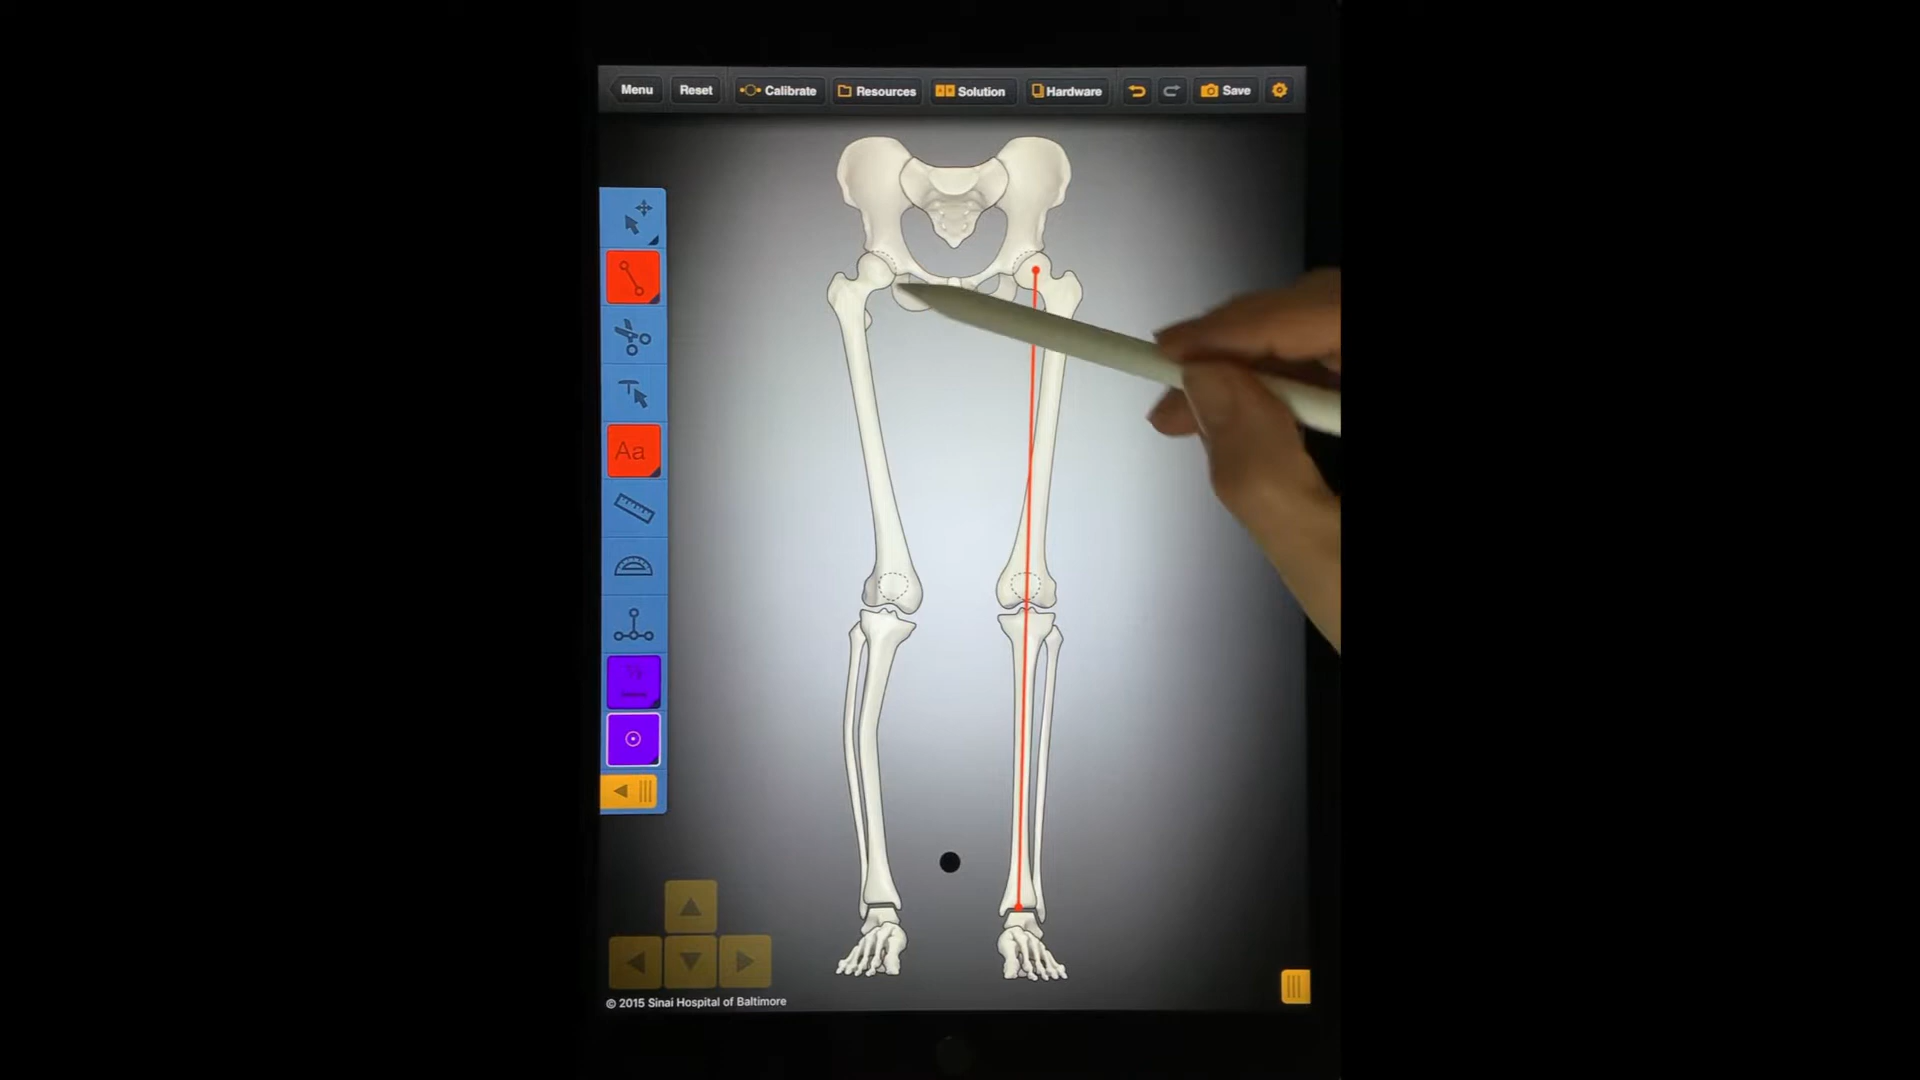 Menu
Reset
Calibrate
Resources
Solution
Hardware
Save
Aa
© 2015 Sinai Hospital of Baltimore